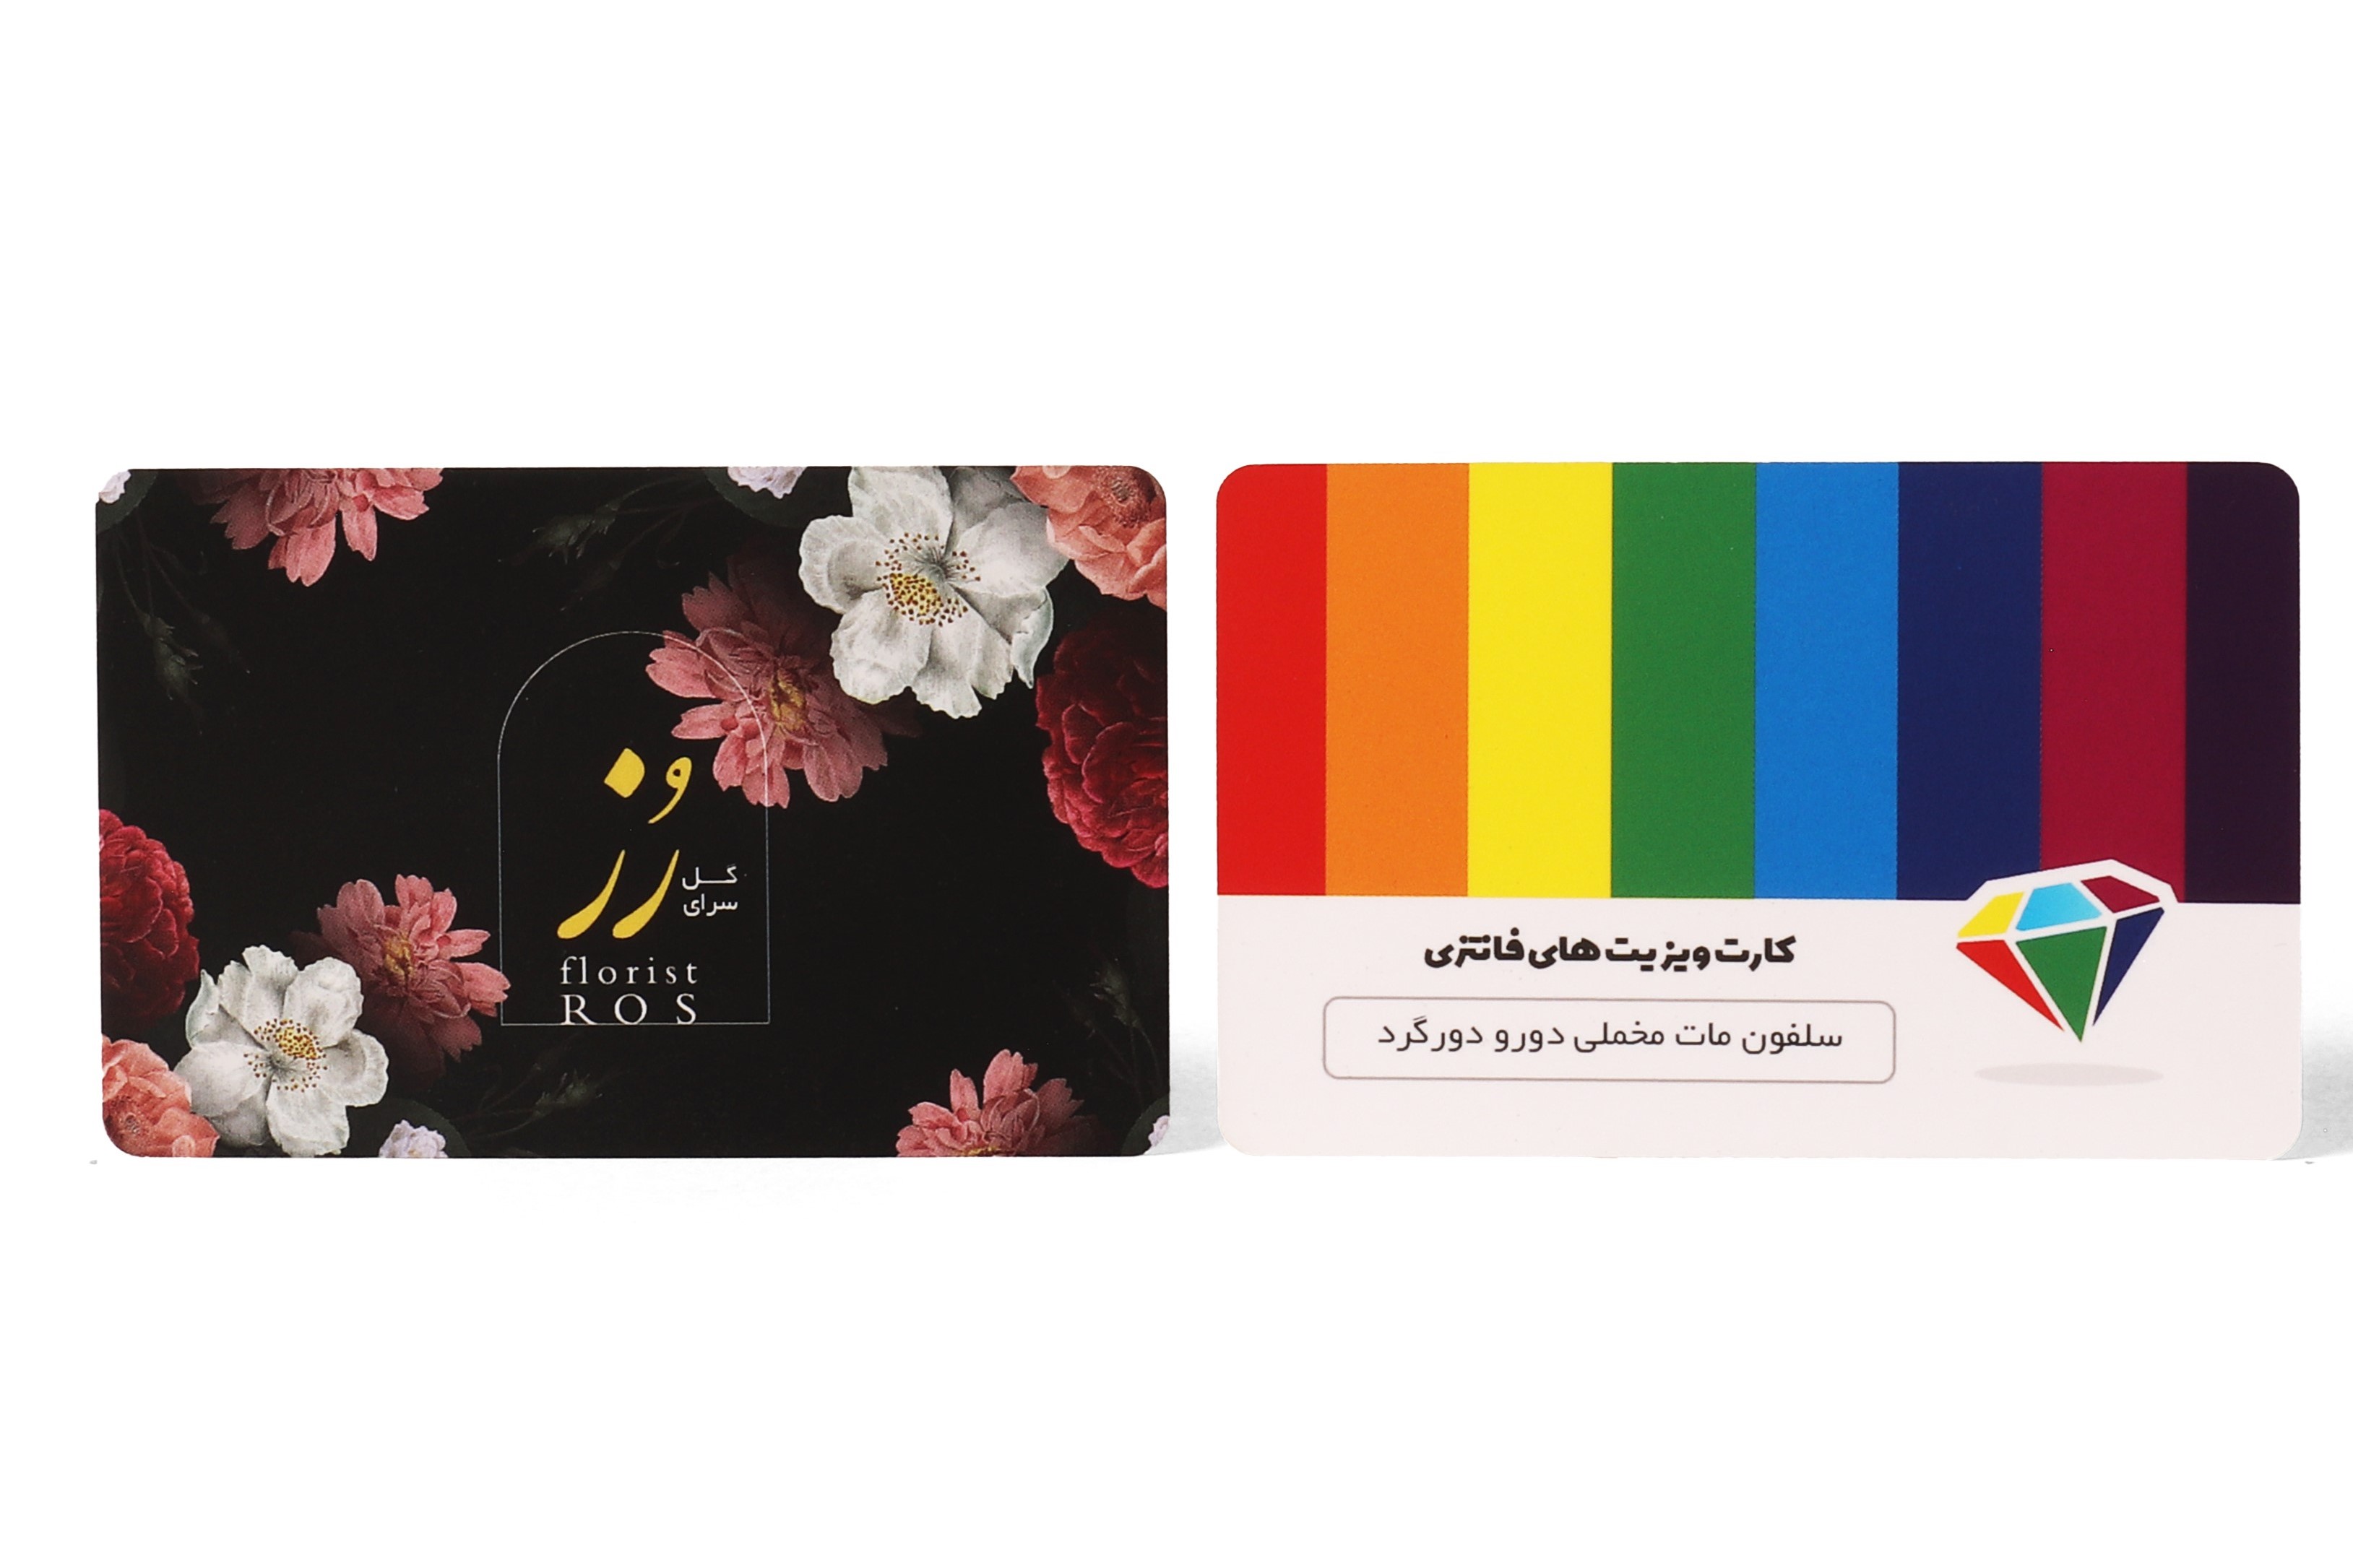 رز
گل
سرای
florist
ROS
کارت ویزیت های فانتزی
سلفون مات مخملی دورو دورگرد